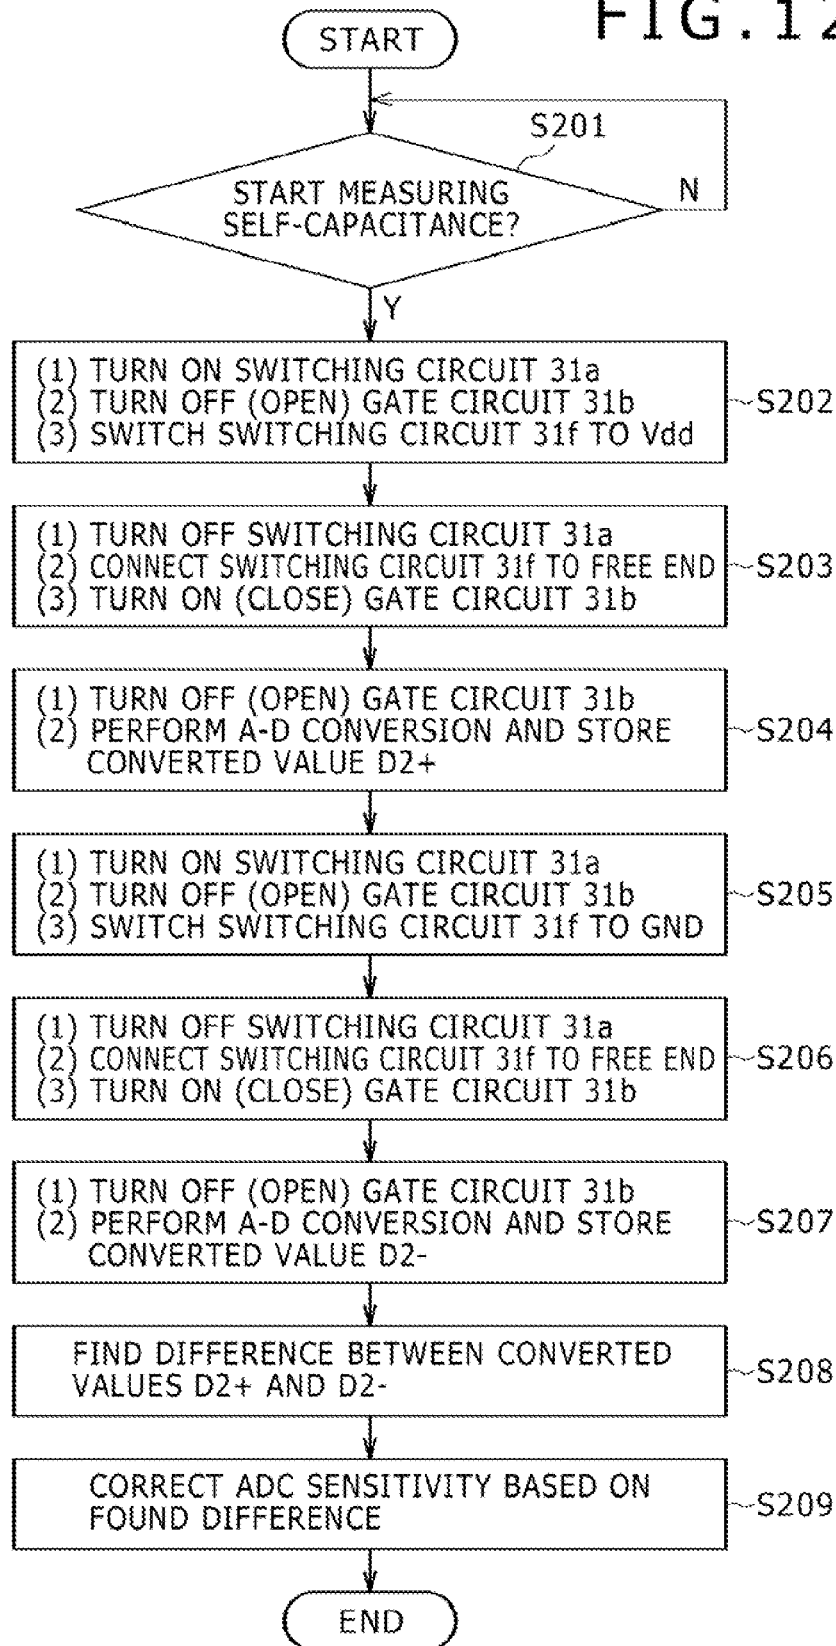 FIG.12
START
S201
START MEASURING
SELF-CAPACITANCE?
N
Y
(1) TURN ON SWITCHING CIRCUIT 31a
(2) TURN OFF (OPEN) GATE CIRCUIT 31b
(3) SWITCH SWITCHING CIRCUIT 31f TO Vdd
S202
(1) TURN OFF SWITCHING CIRCUIT 31a
(2) CONNECT SWITCHING CIRCUIT 31f TO FREE END
(3) TURN ON (CLOSE) GATE CIRCUIT 31b
S203
(1) TURN OFF (OPEN) GATE CIRCUIT 31b
(2) PERFORM A-D CONVERSION AND STORE
CONVERTED VALUE D2+
S204
(1) TURN ON SWITCHING CIRCUIT 31a
(2) TURN OFF (OPEN) GATE CIRCUIT 31b
(3) SWITCH SWITCHING CIRCUIT 31f TO GND
S205
(1) TURN OFF SWITCHING CIRCUIT 31a
(2) CONNECT SWITCHING CIRCUIT 31f TO FREE END
(3) TURN ON (CLOSE) GATE CIRCUIT 31b
S206
(1) TURN OFF (OPEN) GATE CIRCUIT 31b
(2) PERFORM A-D CONVERSION AND STORE
CONVERTED VALUE D2-
S207
FIND DIFFERENCE BETWEEN CONVERTED
VALUES D2+ AND D2-
S208
CORRECT ADC SENSITIVITY BASED ON
FOUND DIFFERENCE
S209
END